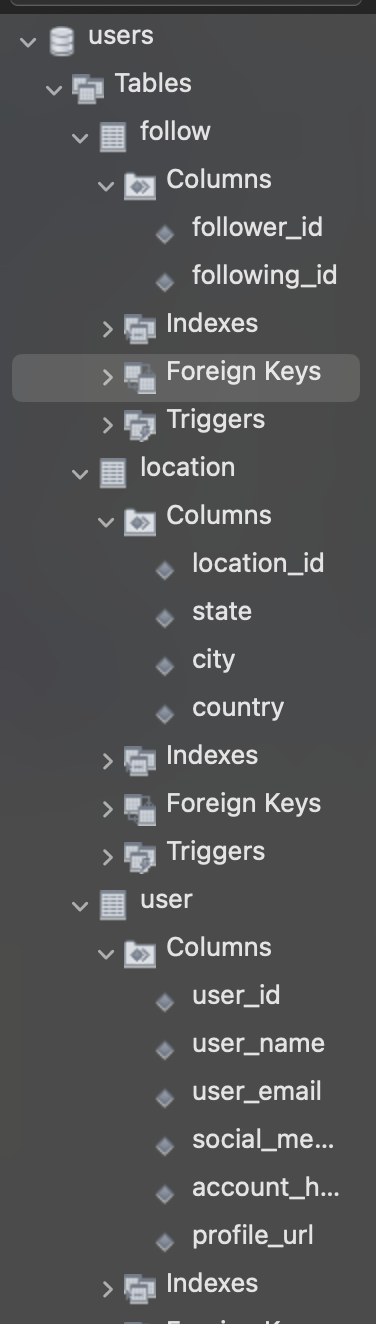 users
Tables
follow
Columns
follower_id
following_id
Indexes
Foreign Keys
Triggers
location
Columns
location_id
state
city
country
Indexes
Foreign Keys
Triggers
user
Columns
user_id
user_name
user_email
social_me...
account_h...
profile_url
Indexes